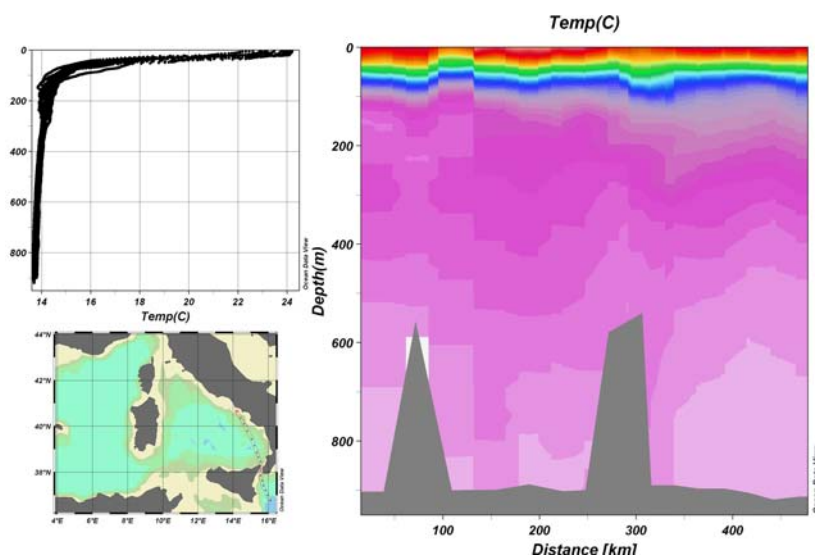 Temp(C)
0
200
400
600
800
14
16
18
20
22
24
Temp(C)
Ocean Data View
44°N
42°N
40°N
38°N
4°E
6°E
8°E
10°E
12°E
14°E
16°E
Ocean Data View
0
200
400
600
800
Depth(m)
100
200
300
400
Distance [km]